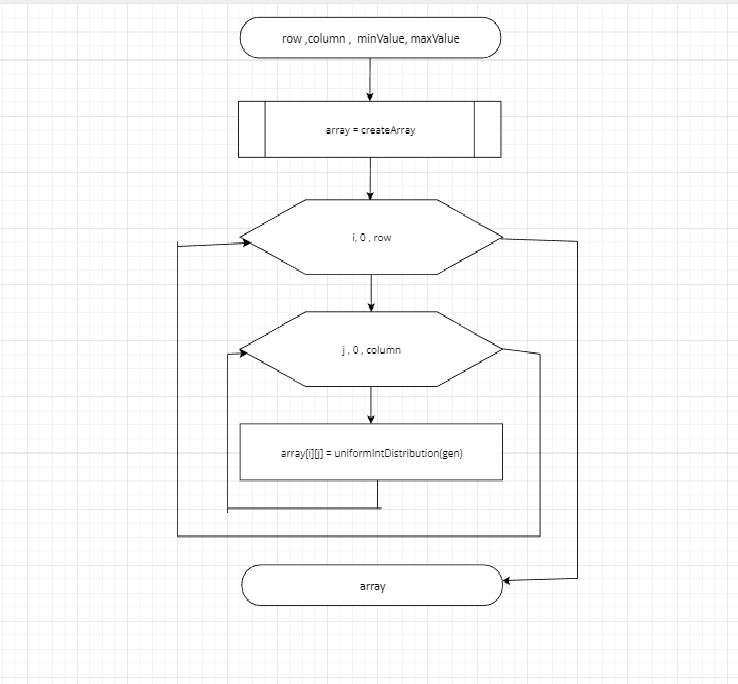 row ,column , minValue, maxValue
array = createArray
i, 0 , row
j , 0 , column
array[i][j] = uniformIntDistribution(gen)
array